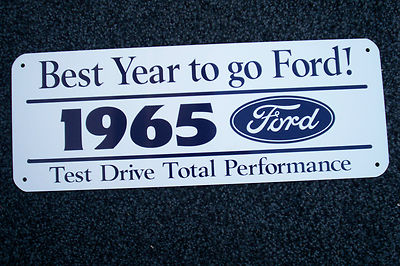 Best Year to go Ford!
1965 Ford
Test Drive Total Performance